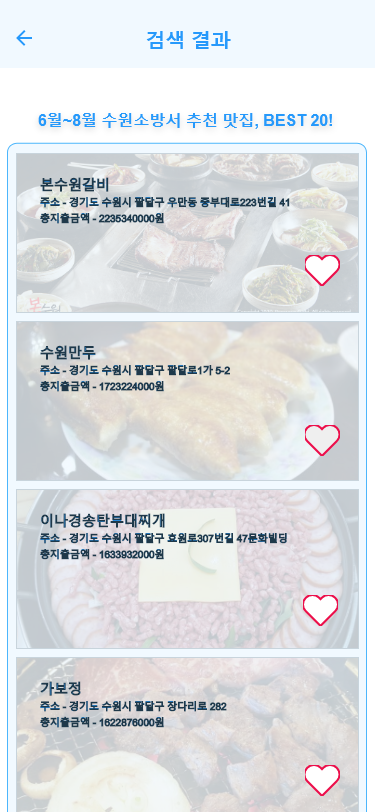 검색 결과
6월~8월 수원소방서 추천 맛집, BEST 20!
본수원갈비
주소 - 경기도 수원시 팔달구 우만동 중부대로223번길 41
총지출금액 - 2235340000원
수원만두
주소 - 경기도 수원시 팔달구 팔달로1가 5-2
총지출금액 - 1723224000원
이나경송탄부대찌개
주소 - 경기도 수원시 팔달구 효원로307번길 47문화빌딩
총지출금액 - 1633932000원
가보정
주소 - 경기도 수원시 팔달구 장다리로 282
총지출금액 - 1622876000원